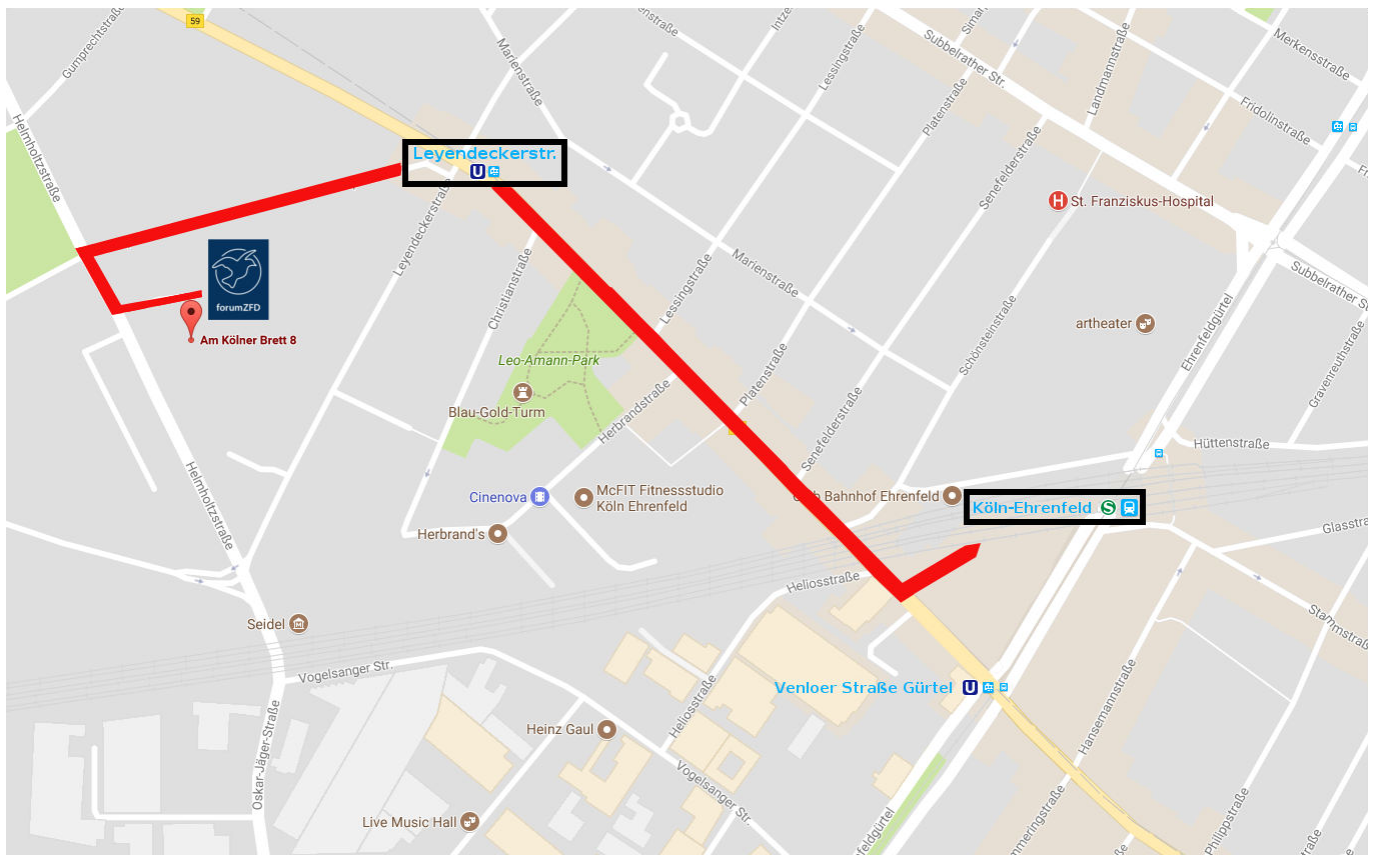 59
Gumprechtstraße
Marienstraße
Lessingstraße
Subbelrather Str.
Landmannstraße
Merkensstraße
Platenstraße
Fridolinstraße
Helmholtzstraße
Leyendeckerstr.
U
Senefelderstraße
H St. Franziskus-Hospital
Leyendeckerstraße
Christianstraße
Lessingstraße
Marienstraße
Subbelrather St
forumZFD
Am Kölner Brett 8
artheater
Ehrenfeldgürtel
Schönsteinstraße
Gravenreuthstraße
Leo-Amann-Park
Blau-Gold-Turm
Platenstraße
Herbrandstraße
Senefelderstraße
Hüttenstraße
Helmholtzstraße
Cinenova
McFIT Fitnessstudio
Köln Ehrenfeld
Bahnhof Ehrenfeld
Köln-Ehrenfeld S
Glasstra
Herbrand's
Heliosstraße
Stammstraße
Seidel
Vogelsanger Str.
Venloer Straße Gürtel U
Hansemannstraße
Heliosstraße
Heinz Gaul
Oskar-Jäger-Straße
Vogelsanger Str.
Live Music Hall
Philippstraße